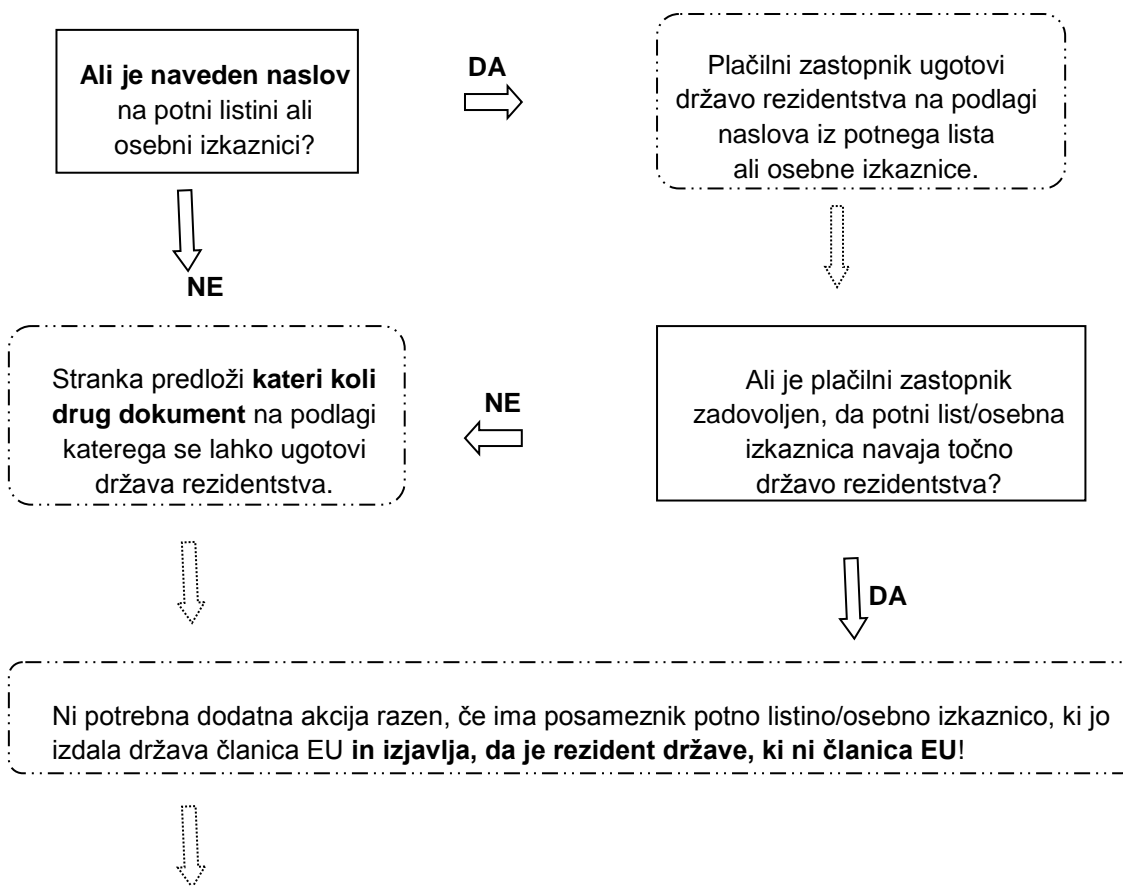 Ali je naveden naslov
na potni listini ali
osebni izkaznici?
DA
Plačilni zastopnik ugotovi
državo rezidentstva na podlagi
naslova iz potnega lista
ali osebne izkaznice.
NE
Stranka predloži kateri koli
drug dokument na podlagi
katerega se lahko ugotovi
država rezidentstva.
NE
Ali je plačilni zastopnik
zadovoljen, da potni list/osebna
izkaznica navaja točno
državo rezidentstva?
DA
Ni potrebna dodatna akcija razen, če ima posameznik potno listino/osebno izkaznico, ki jo
izdala država članica EU in izjavlja, da je rezident države, ki ni članica EU!